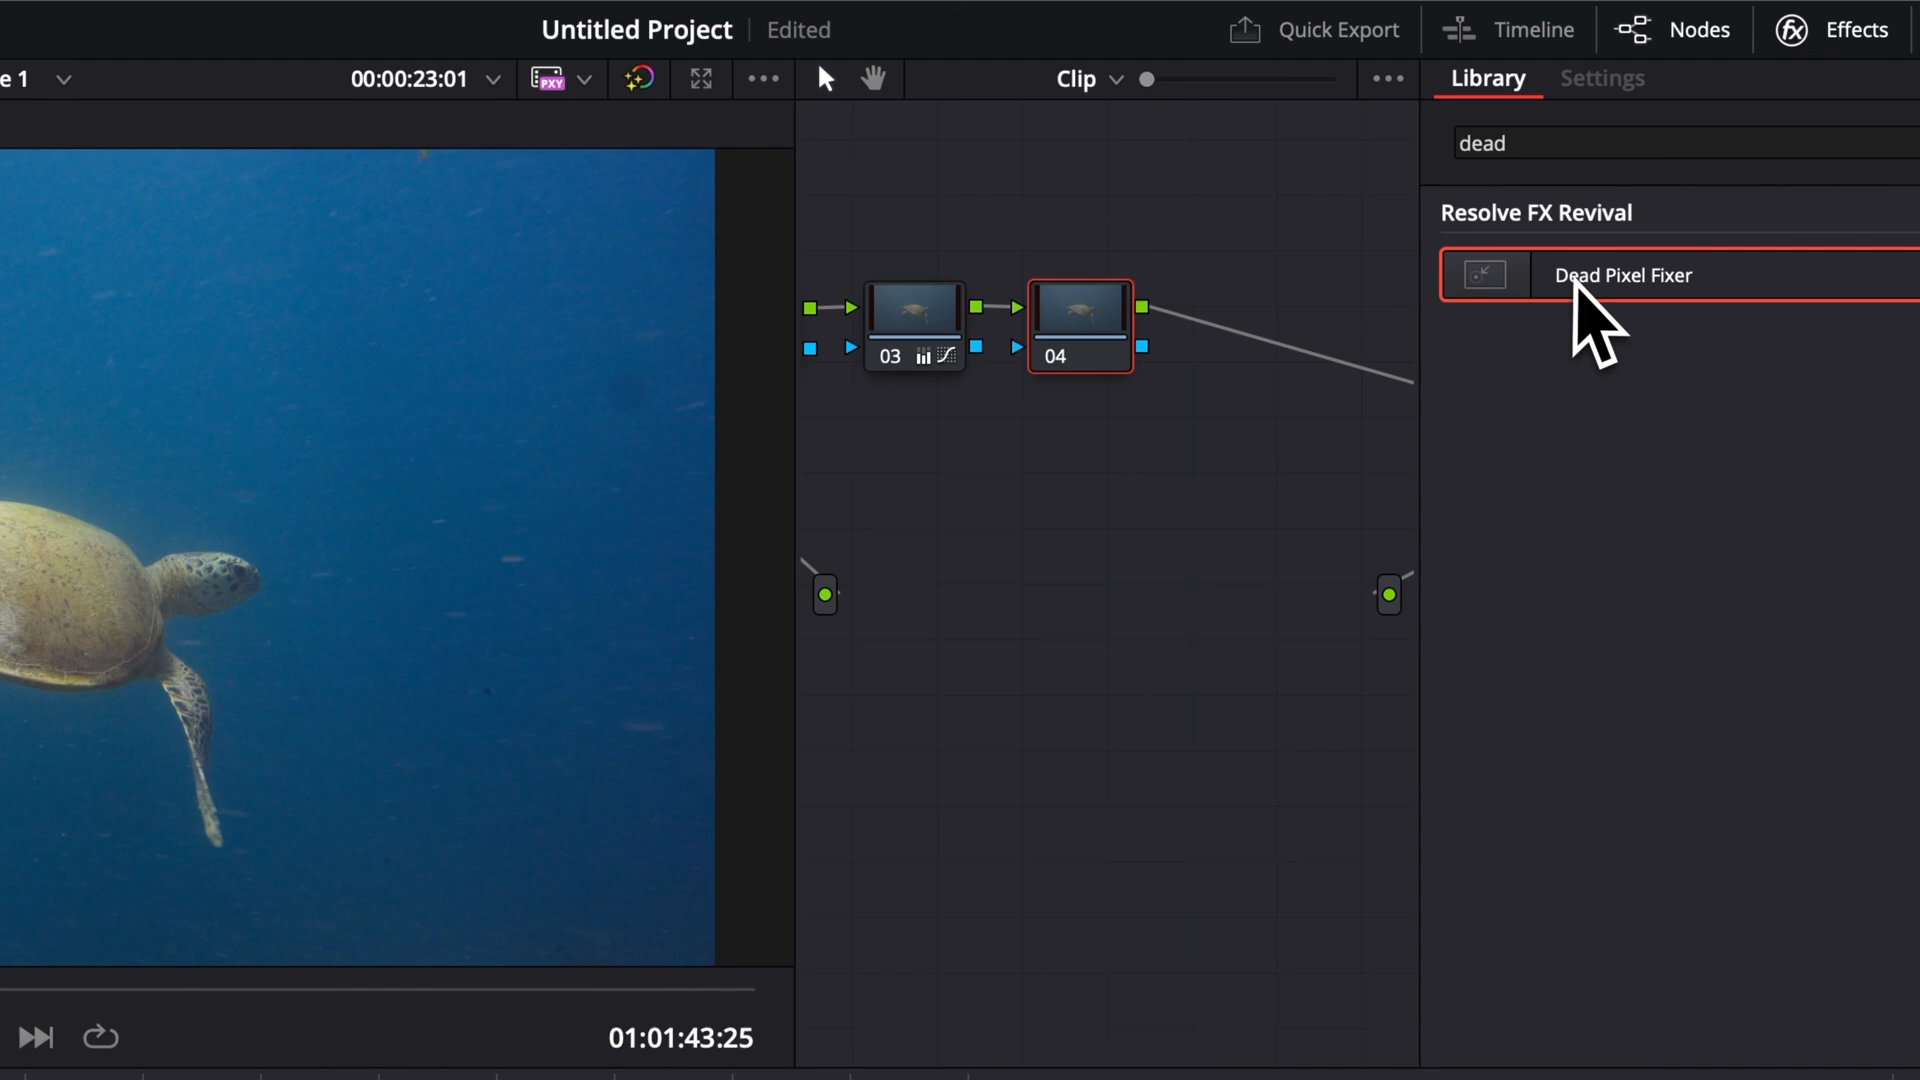 Untitled Project
Edited
Quick Export
Timeline
Nodes
Effects
e 1
00:00:23:01
PXY
Clip
Library
Settings
dead
Resolve FX Revival
Dead Pixel Fixer
03
04
01:01:43:25